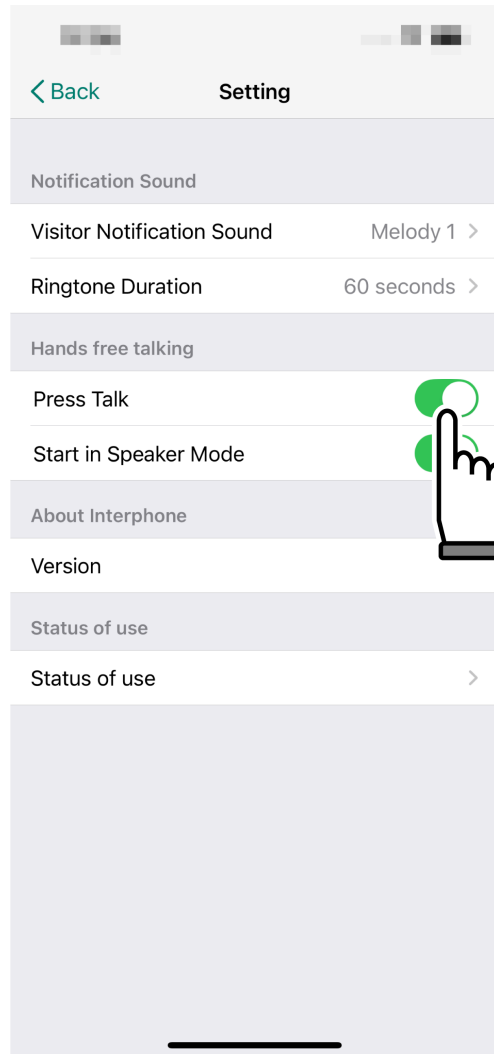 Back Setting
Notification Sound
Visitor Notification Sound Melody 1
Ringtone Duration 60 seconds
Hands free talking
Press Talk
Start in Speaker Mode
About Interphone
Version
Status of use
Status of use